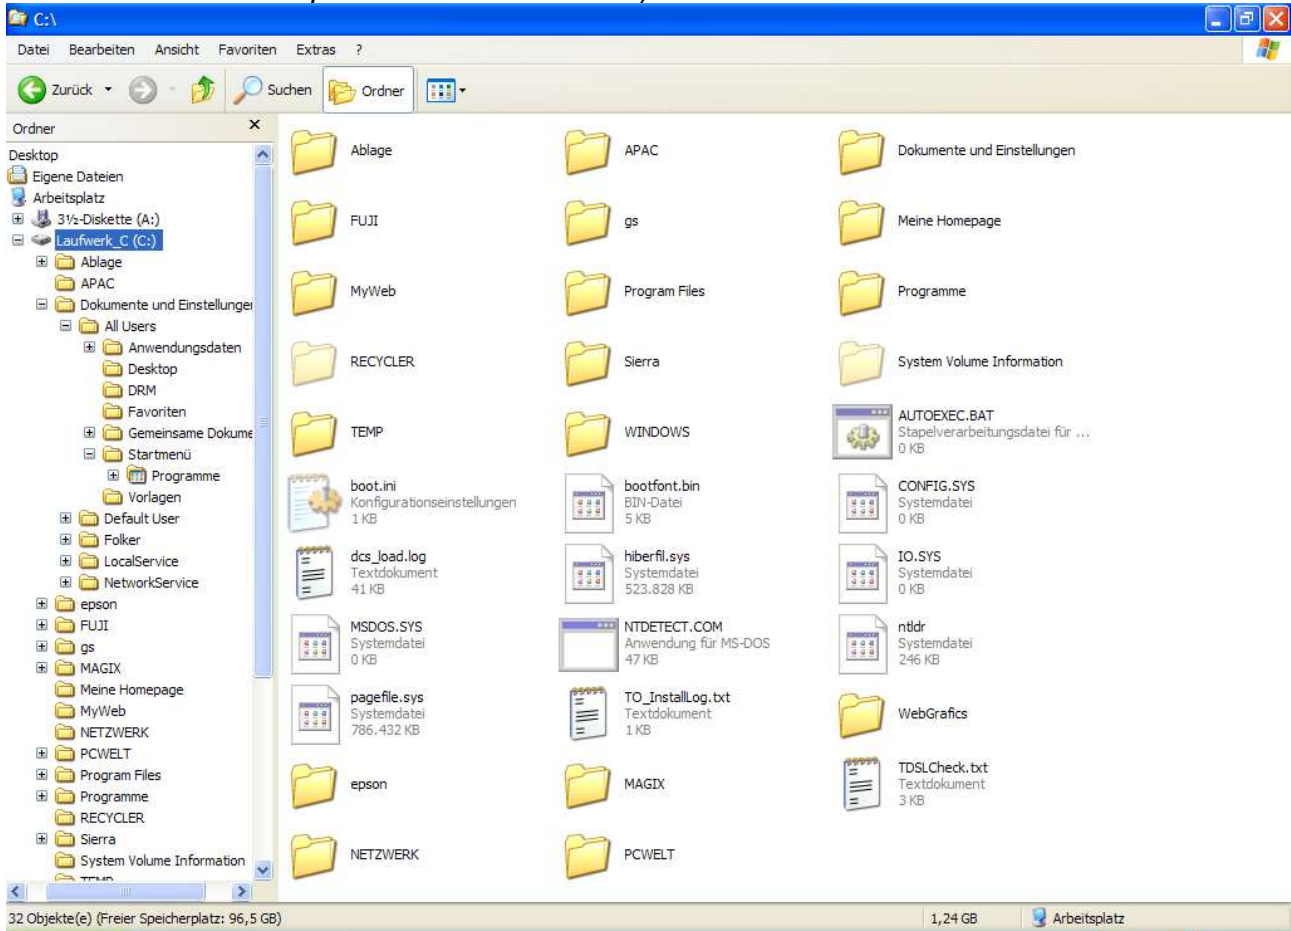 C:\
Datei Bearbeiten Ansicht Favoriten Extras ?
Zurück Suchen Ordner
Ordner
Desktop
Eigene Dateien
Arbeitsplatz
3½-Diskette (A:)
Laufwerk_C (C:)
Ablage
APAC
Dokumente und Einstellunger
All Users
Anwendungsdaten
Desktop
DRM
Favoriten
Gemeinsame Dokume
Startmenü
Programme
Vorlagen
Default User
Folker
LocalService
NetworkService
epson
FUJI
gs
MAGIX
Meine Homepage
MyWeb
NETZWERK
PCWELT
Program Files
Programme
RECYCLER
Sierra
System Volume Information
TEMP
Ablage
APAC
Dokumente und Einstellungen
FUJI
gs
Meine Homepage
MyWeb
Program Files
Programme
RECYCLER
Sierra
System Volume Information
TEMP
WINDOWS
AUTOEXEC.BAT
Stapelverarbeitungsdatei für ...
0 KB
boot.ini
Konfigurationseinstellungen
1 KB
bootfont.bin
BIN-Datei
5 KB
CONFIG.SYS
Systemdatei
0 KB
dcs_load.log
Textdokument
41 KB
hiberfil.sys
Systemdatei
523.828 KB
IO.SYS
Systemdatei
0 KB
MSDOS.SYS
Systemdatei
0 KB
NTDETECT.COM
Anwendung für MS-DOS
47 KB
ntldr
Systemdatei
246 KB
pagefile.sys
Systemdatei
786.432 KB
TO_InstallLog.txt
Textdokument
1 KB
WebGrafics
epson
MAGIX
TDSLCheck.txt
Textdokument
3 KB
NETZWERK
PCWELT
32 Objekte(e) (Freier Speicherplatz: 96,5 GB) 1,24 GB Arbeitsplatz